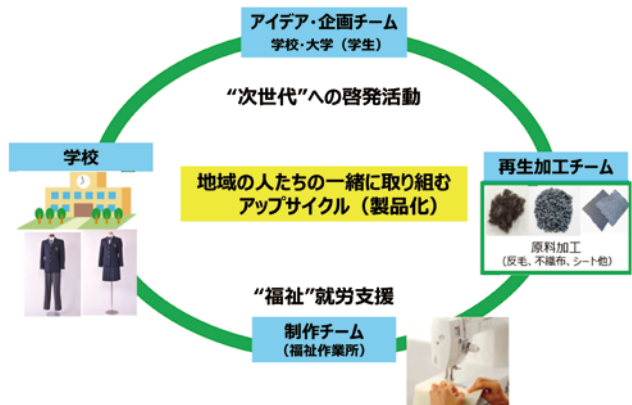 アイデア・企画チーム
学校・大学（学生）
“次世代”への啓発活動
学校
地域の人たちの一緒に取り組む
アップサイクル（製品化）
再生加工チーム
原料加工
（反毛、不織布、シート他）
“福祉”就労支援
制作チーム
（福祉作業所）